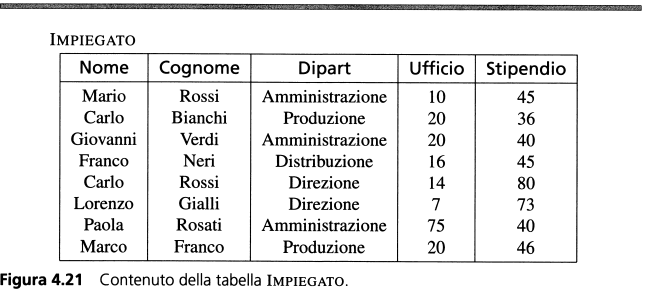 IMPIEGATO
Nome Cognome Dipart Ufficio Stipendio
Mario Rossi Amministrazione 10 45
Carlo Bianchi Produzione 20 36
Giovanni Verdi Amministrazione 20 40
Franco Neri Distribuzione 16 45
Carlo Rossi Direzione 14 80
Lorenzo Gialli Direzione 7 73
Paola Rosati Amministrazione 75 40
Marco Franco Produzione 20 46
Figura 4.21 Contenuto della tabella IMPIEGATO.